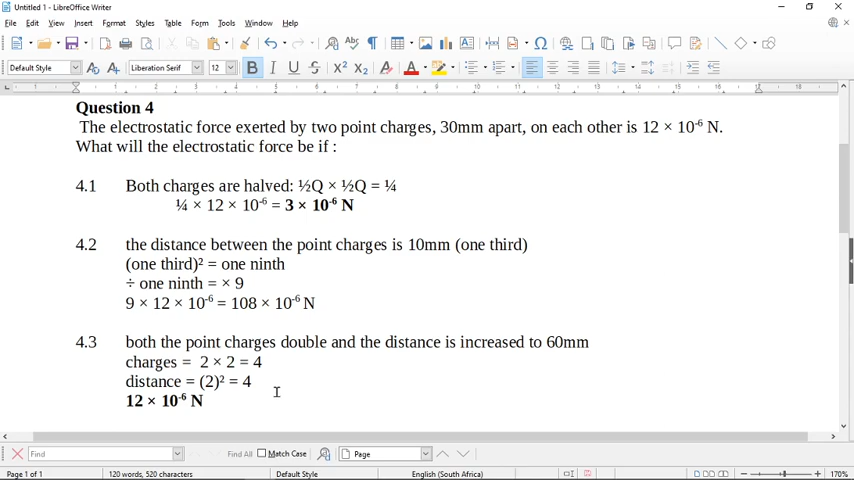 Untitled 1 - LibreOffice Writer
File Edit View Insert Format Styles Table Form Tools Window Help
Default Style Liberation Serif 12
Question 4
The electrostatic force exerted by two point charges, 30mm apart, on each other is 12 × 10⁻⁶ N.
What will the electrostatic force be if :
4.1 Both charges are halved: ½Q × ½Q = ¼
¼ × 12 × 10⁻⁶ = 3 × 10⁻⁶ N
4.2 the distance between the point charges is 10mm (one third)
(one third)² = one ninth
÷ one ninth = × 9
9 × 12 × 10⁻⁶ = 108 × 10⁻⁶ N
4.3 both the point charges double and the distance is increased to 60mm
charges = 2 × 2 = 4
distance = (2)² = 4
12 × 10⁻⁶ N
Find Find All Match Case Page
Page 1 of 1 120 words, 520 characters Default Style English (South Africa) 170%